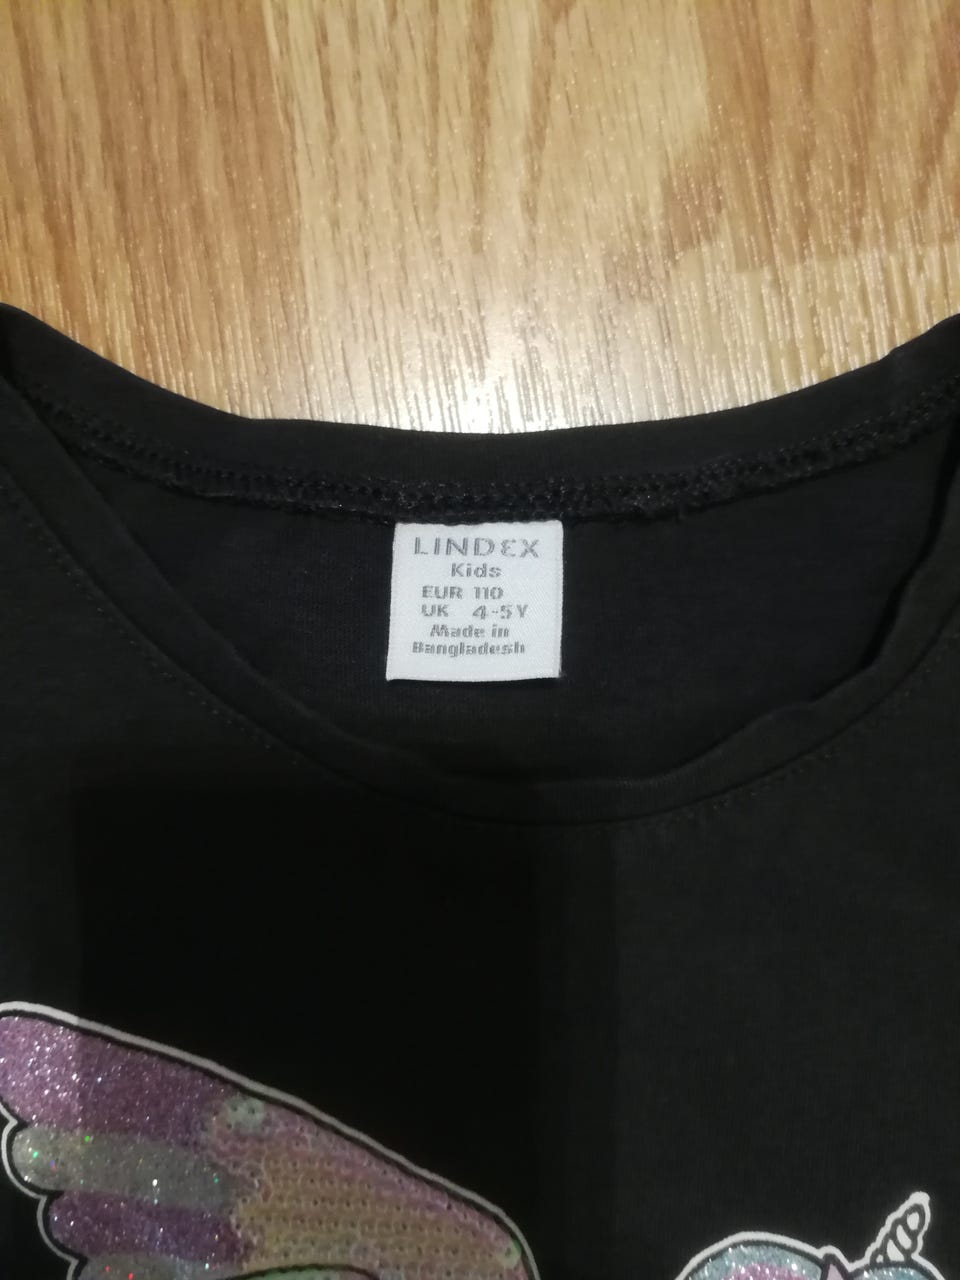 LINDEX
Kids
EUR 110
UK 4-5Y
Made in
Bangladesh